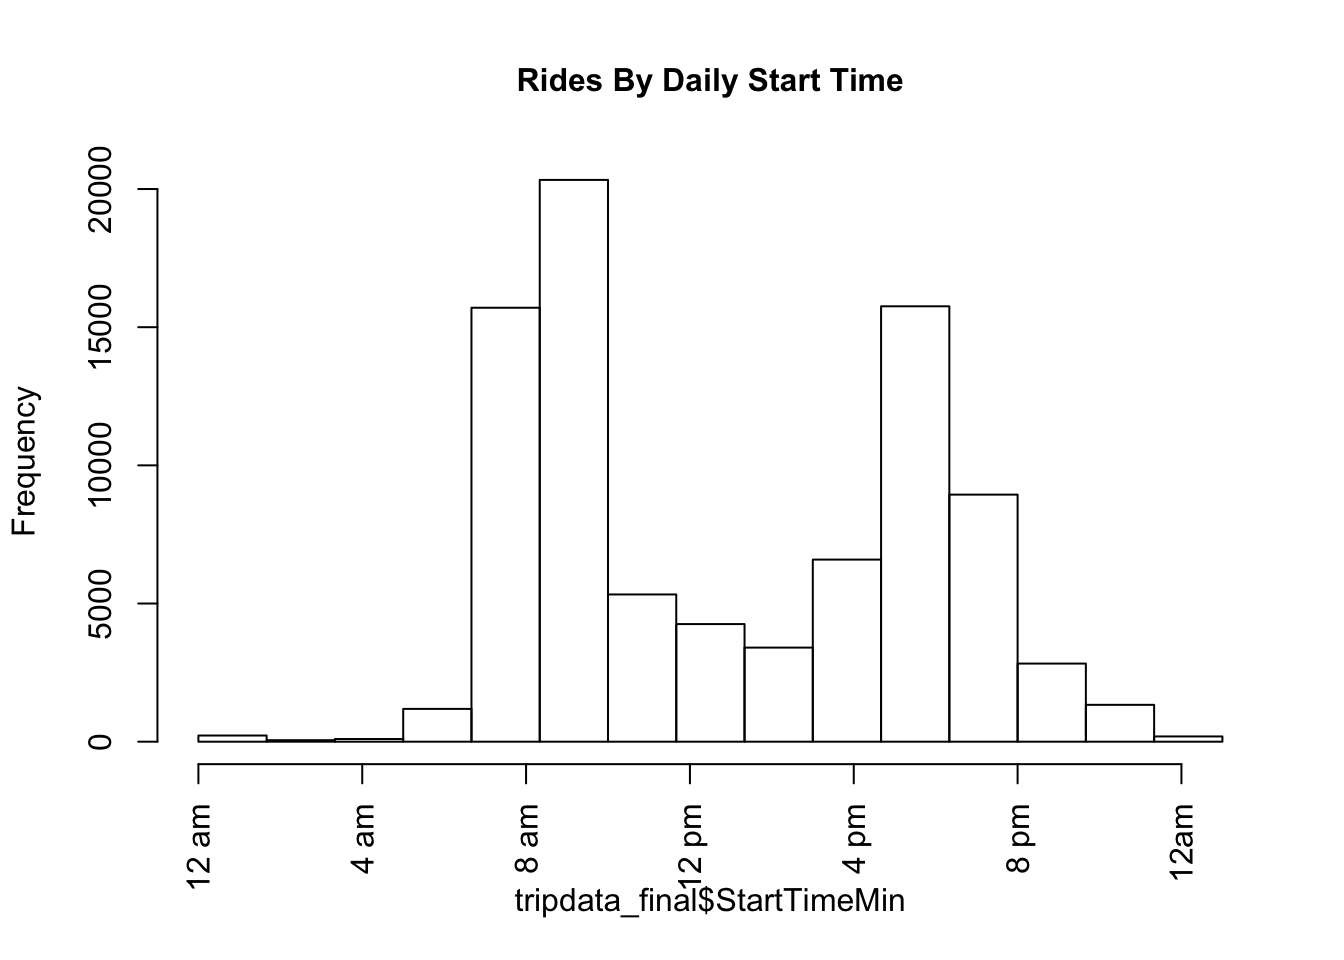 Rides By Daily Start Time
Frequency
20000
15000
10000
5000
0
12 am
4 am
8 am
12 pm
4 pm
8 pm
12am
tripdata_final$StartTimeMin